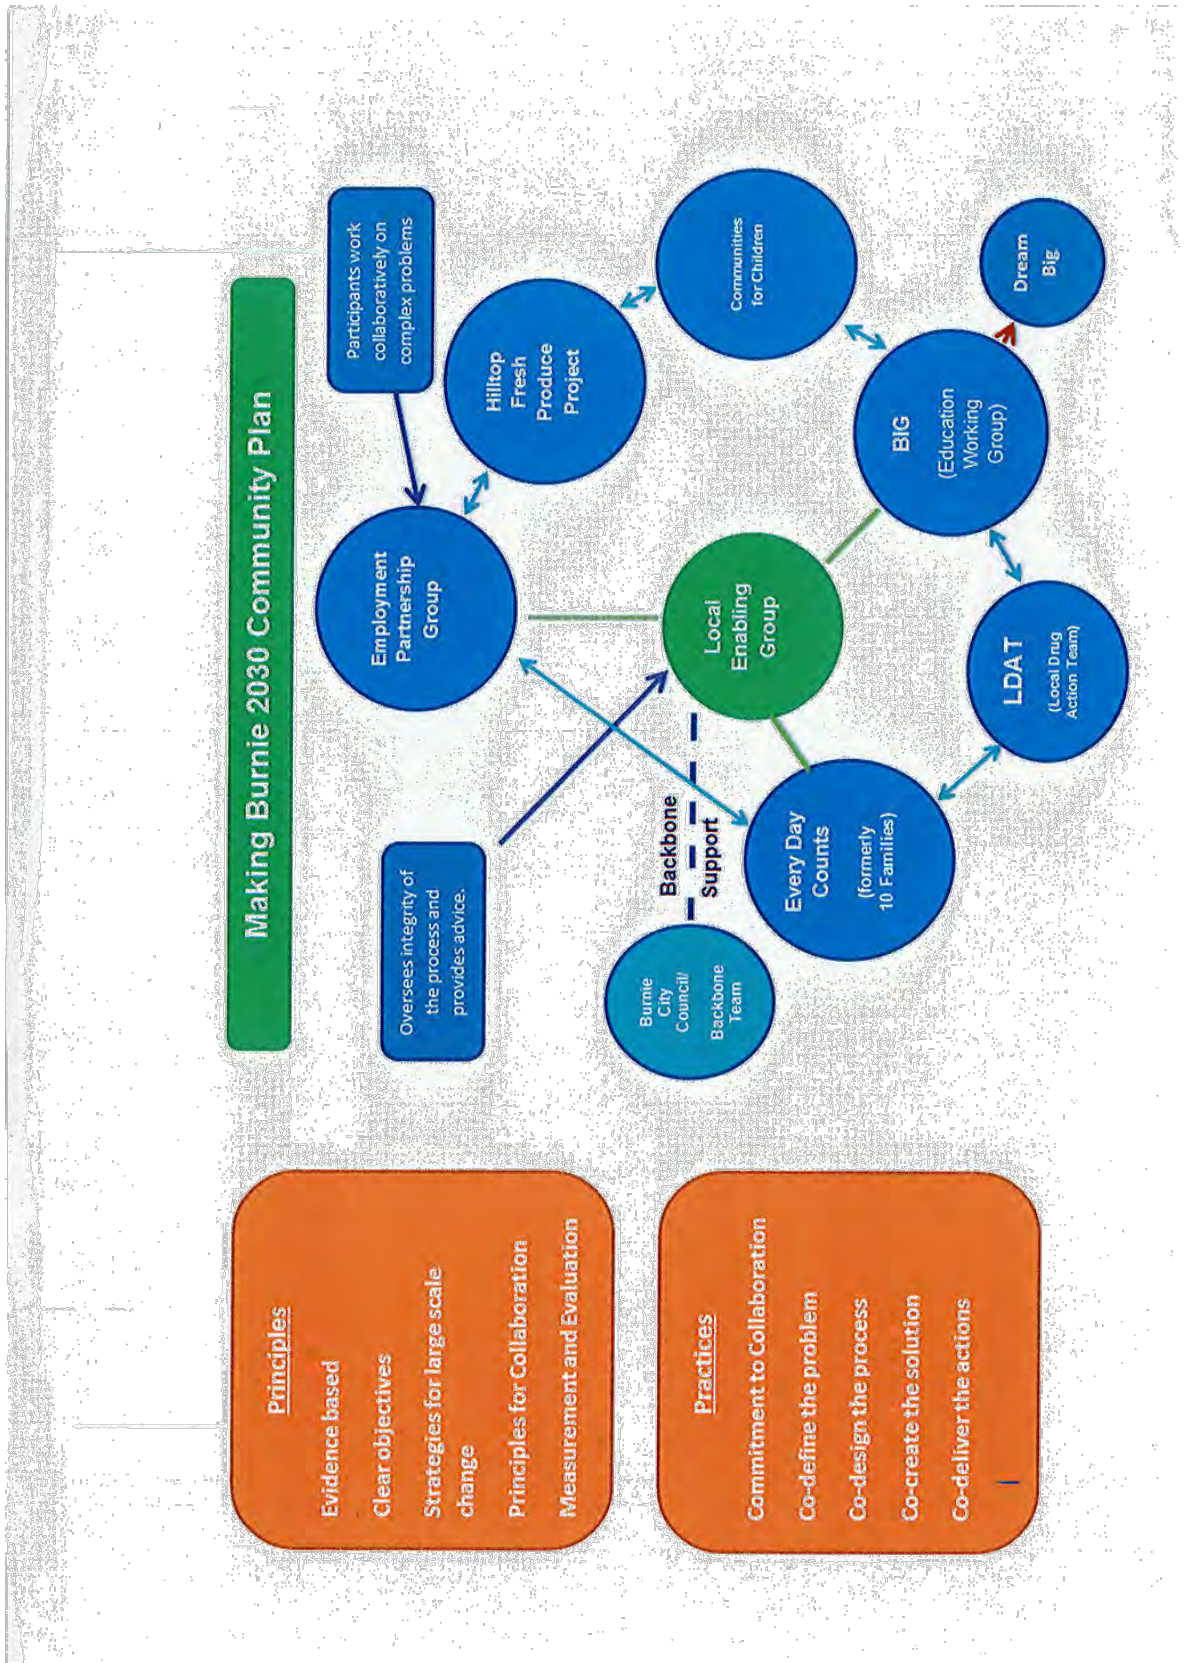 Making Burnie 2030 Community Plan
Principles
Evidence based
Clear objectives
Strategies for large scale
change
Principles for Collaboration
Measurement and Evaluation
Practices
Commitment to Collaboration
Co-define the problem
Co-design the process
Co-create the solution
Co-deliver the actions
Oversees integrity of
the process and
provides advice.
Participants work
collaboratively on
complex problems
Employment
Partnership
Group
Hilltop
Fresh
Produce
Project
Communities
for Children
Burnie
City
Council/
Backbone
Team
Backbone
Support
Local
Enabling
Group
Every Day
Counts
(formerly
10 Families)
BIG
(Education
Working
Group)
Dream
Big
LDAT
(Local Drug
Action Team)